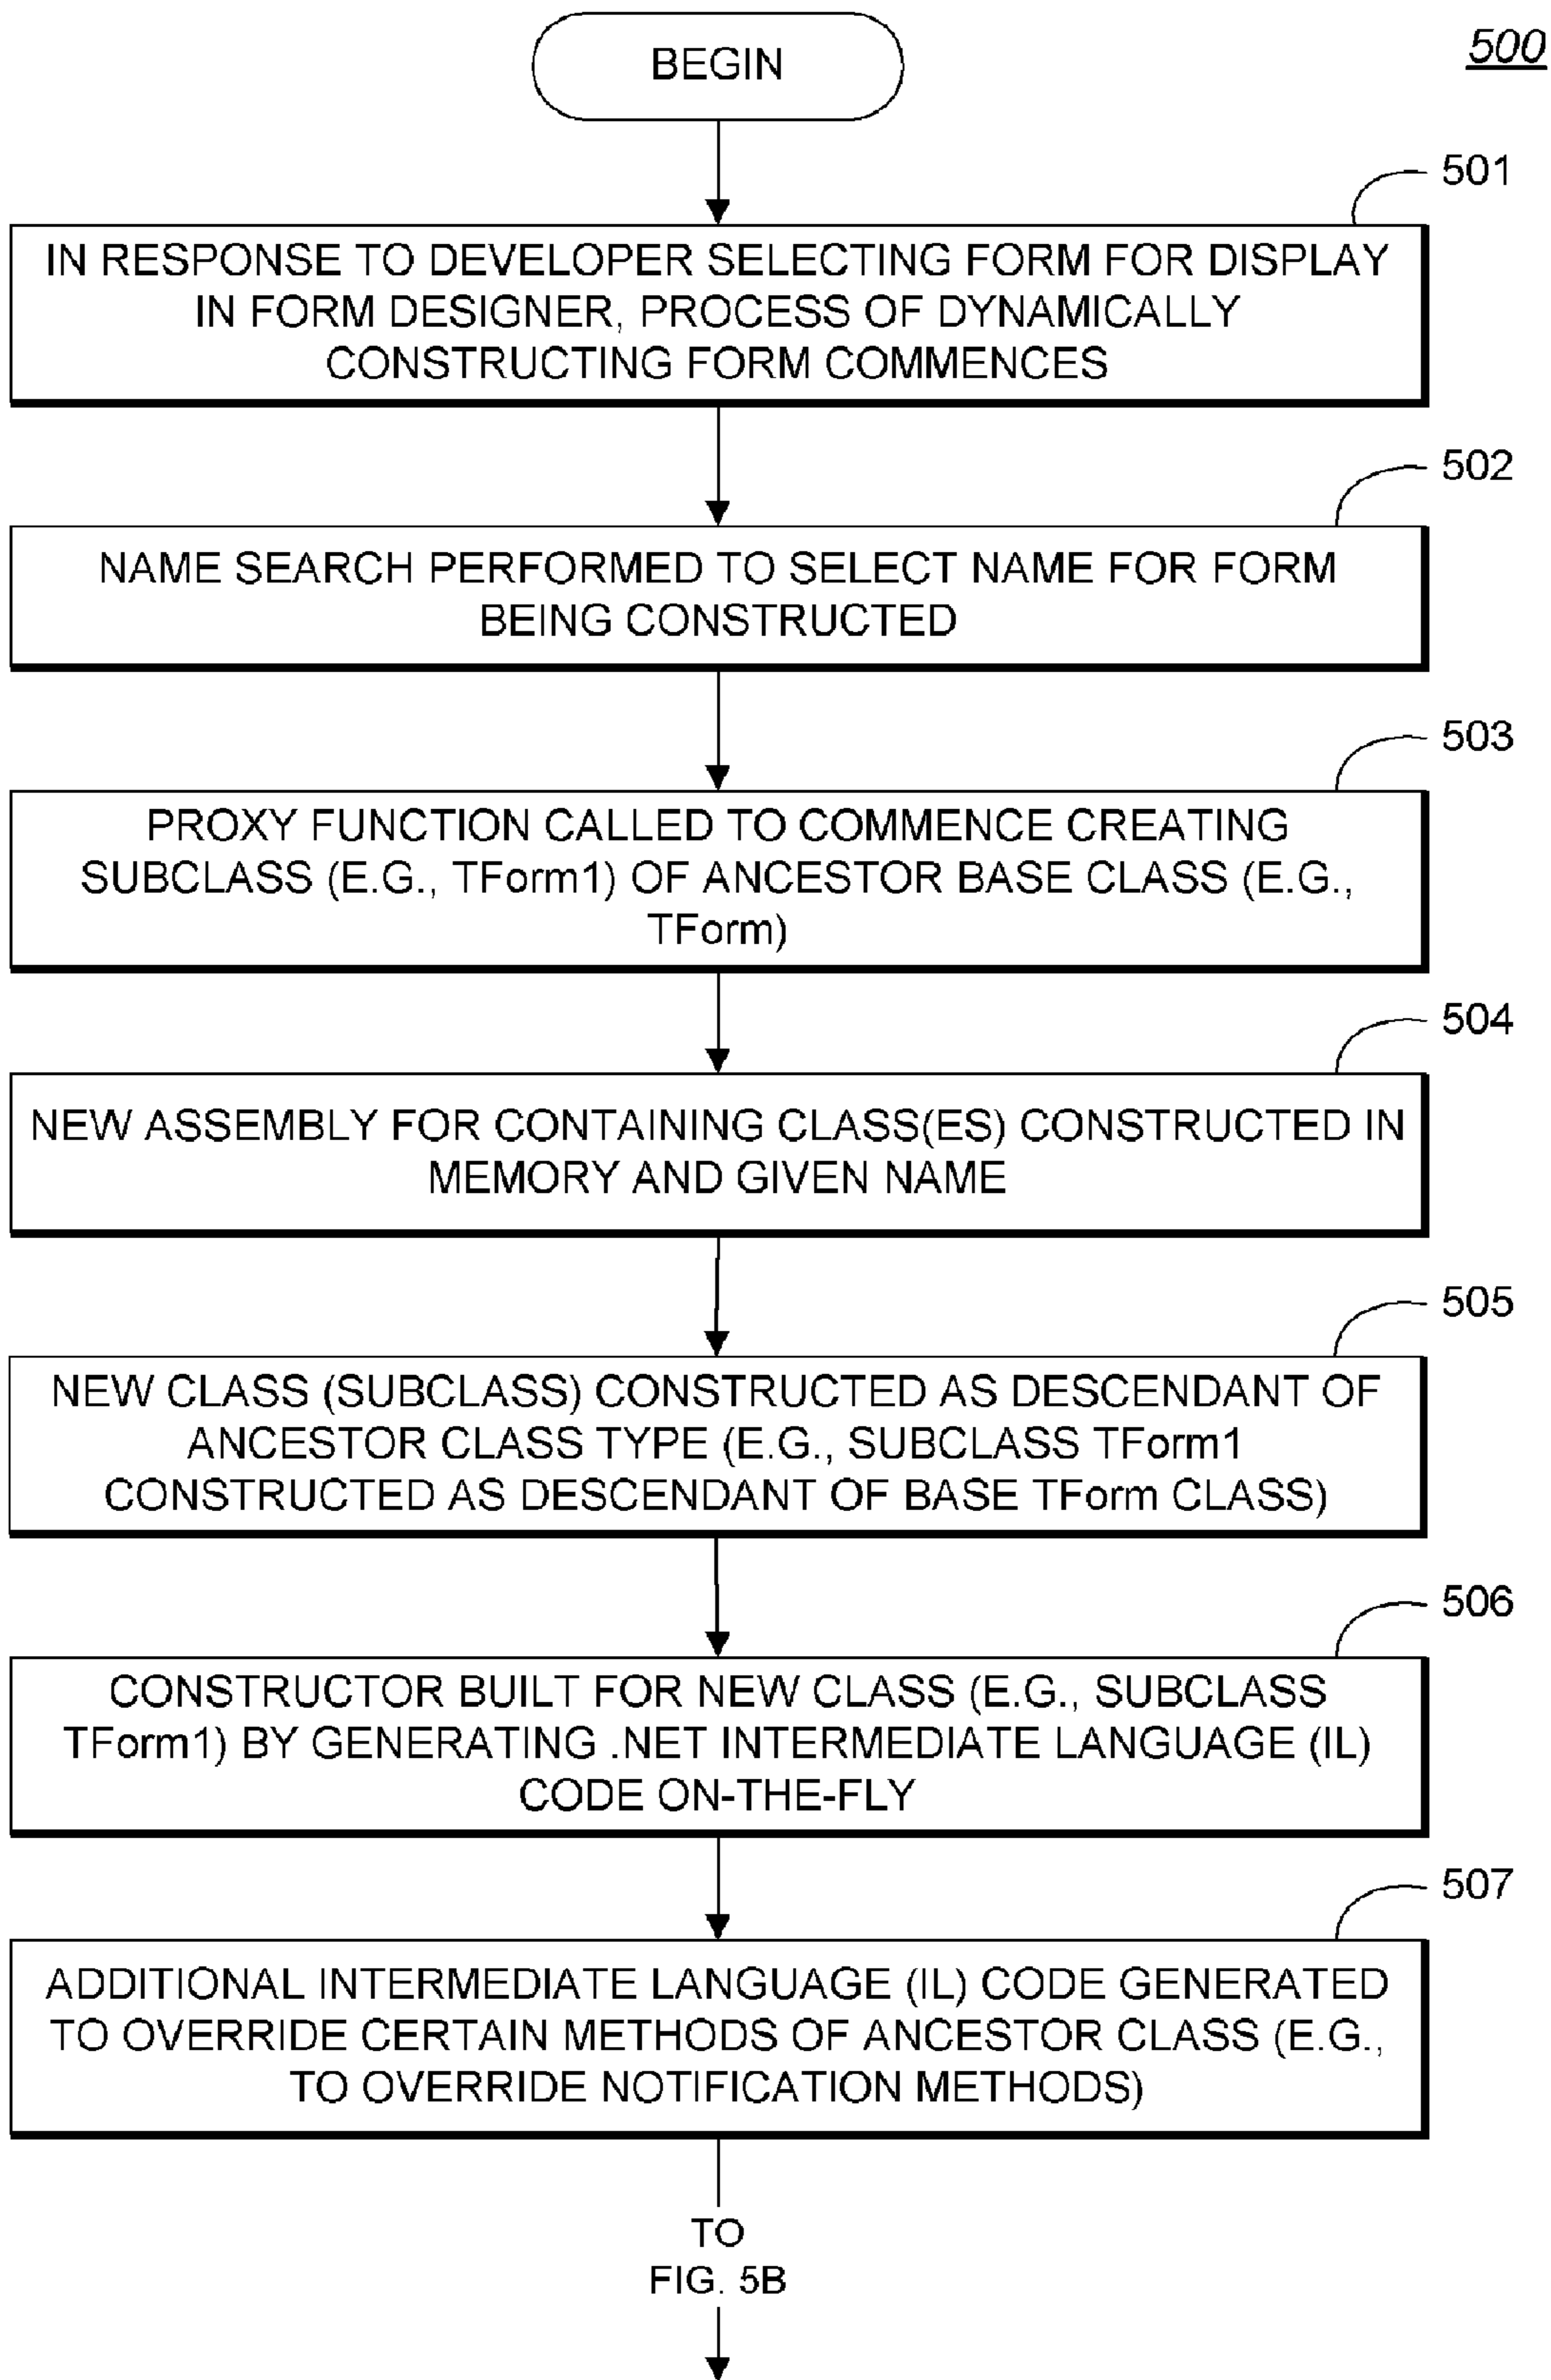 BEGIN
500
501
IN RESPONSE TO DEVELOPER SELECTING FORM FOR DISPLAY
IN FORM DESIGNER, PROCESS OF DYNAMICALLY
CONSTRUCTING FORM COMMENCES
502
NAME SEARCH PERFORMED TO SELECT NAME FOR FORM
BEING CONSTRUCTED
503
PROXY FUNCTION CALLED TO COMMENCE CREATING
SUBCLASS (E.G., TForm1) OF ANCESTOR BASE CLASS (E.G.,
TForm)
504
NEW ASSEMBLY FOR CONTAINING CLASS(ES) CONSTRUCTED IN
MEMORY AND GIVEN NAME
505
NEW CLASS (SUBCLASS) CONSTRUCTED AS DESCENDANT OF
ANCESTOR CLASS TYPE (E.G., SUBCLASS TForm1
CONSTRUCTED AS DESCENDANT OF BASE TForm CLASS)
506
CONSTRUCTOR BUILT FOR NEW CLASS (E.G., SUBCLASS
TForm1) BY GENERATING .NET INTERMEDIATE LANGUAGE (IL)
CODE ON-THE-FLY
507
ADDITIONAL INTERMEDIATE LANGUAGE (IL) CODE GENERATED
TO OVERRIDE CERTAIN METHODS OF ANCESTOR CLASS (E.G.,
TO OVERRIDE NOTIFICATION METHODS)
TO
FIG. 5B